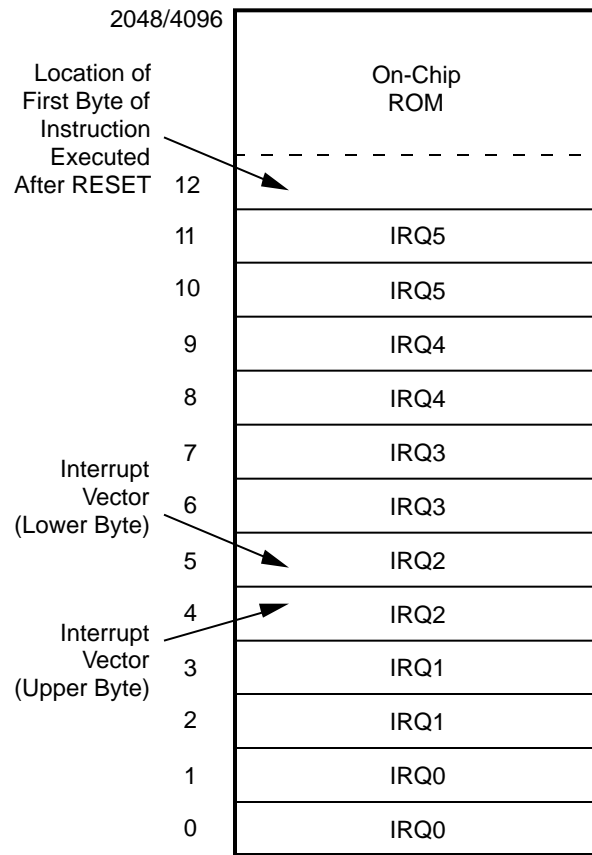 2048/4096
Location of
First Byte of
Instruction
Executed
After RESET
On-Chip
ROM
12
11 IRQ5
10 IRQ5
9 IRQ4
8 IRQ4
7 IRQ3
Interrupt
Vector
(Lower Byte)
6 IRQ3
5 IRQ2
4 IRQ2
Interrupt
Vector
(Upper Byte)
3 IRQ1
2 IRQ1
1 IRQ0
0 IRQ0